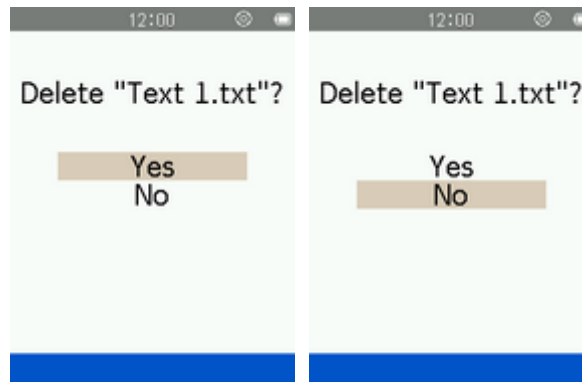 12:00
Delete "Text 1.txt"?
Yes
No
12:00
Delete "Text 1.txt"?
Yes
No